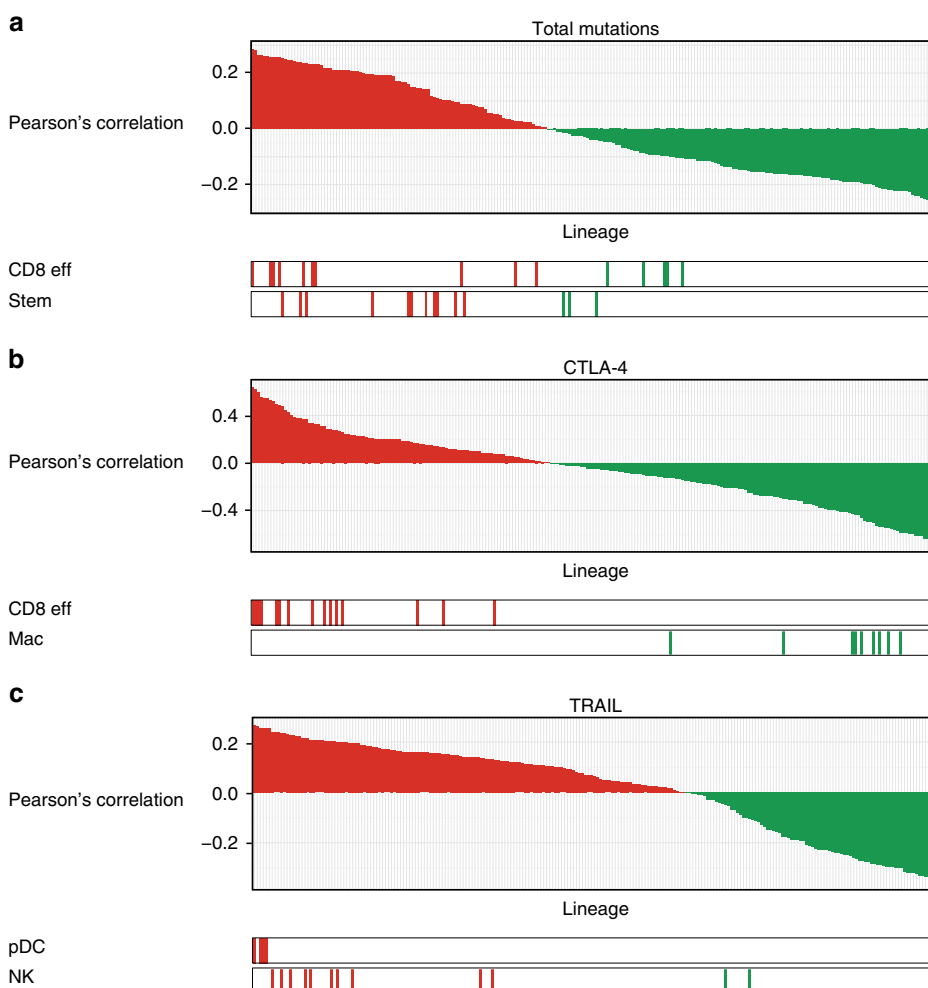 a
Total mutations
0.2
Pearson's correlation
0.0
−0.2
Lineage
CD8 eff
Stem
b
CTLA-4
0.4
Pearson's correlation
0.0
−0.4
Lineage
CD8 eff
Mac
c
TRAIL
0.2
Pearson's correlation
0.0
−0.2
Lineage
pDC
NK